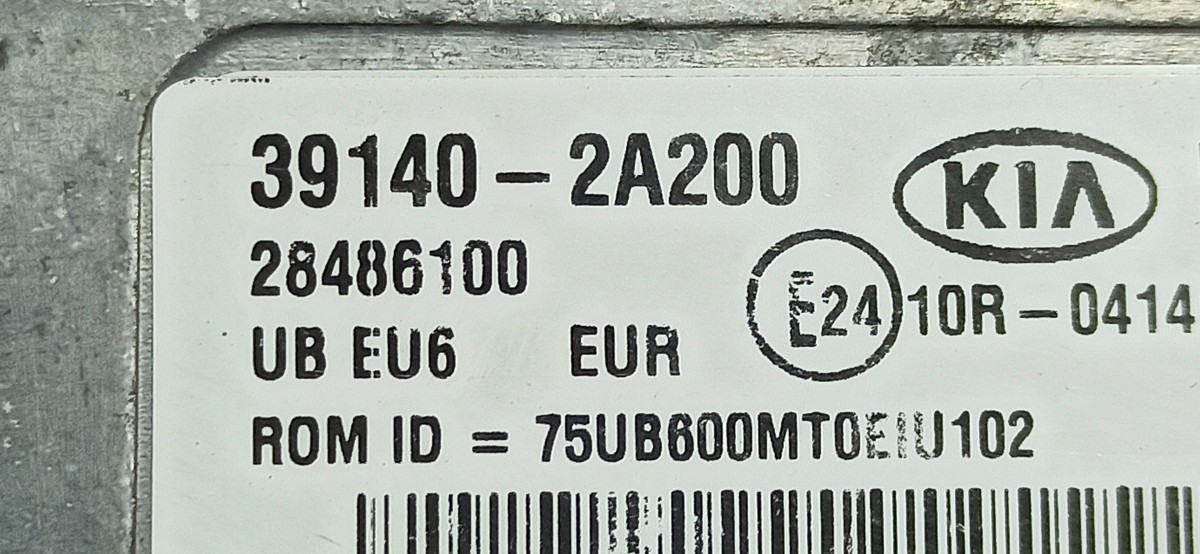 39140-2A200
KIA
28486100
E24 10R-0414
UB EU6 EUR
ROM ID = 75UB600MT0EIU102